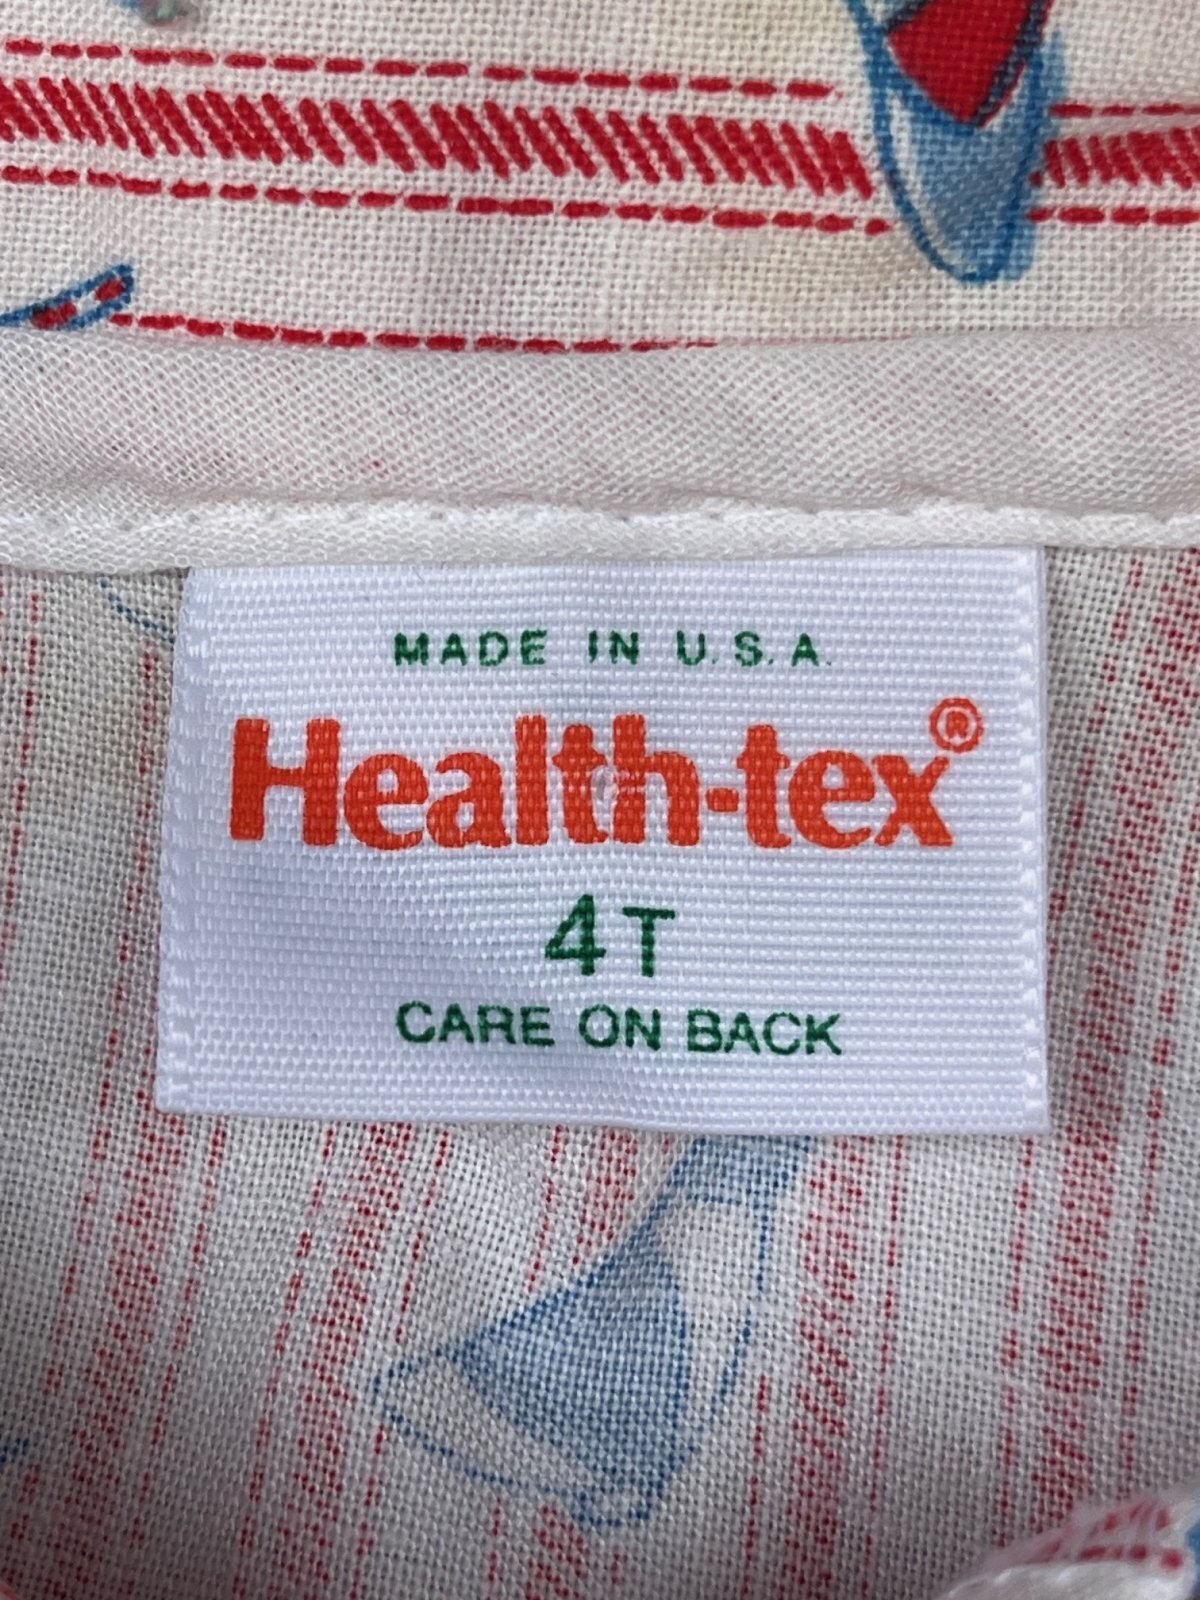 MADE IN U.S.A.
Health-tex®
4T
CARE ON BACK